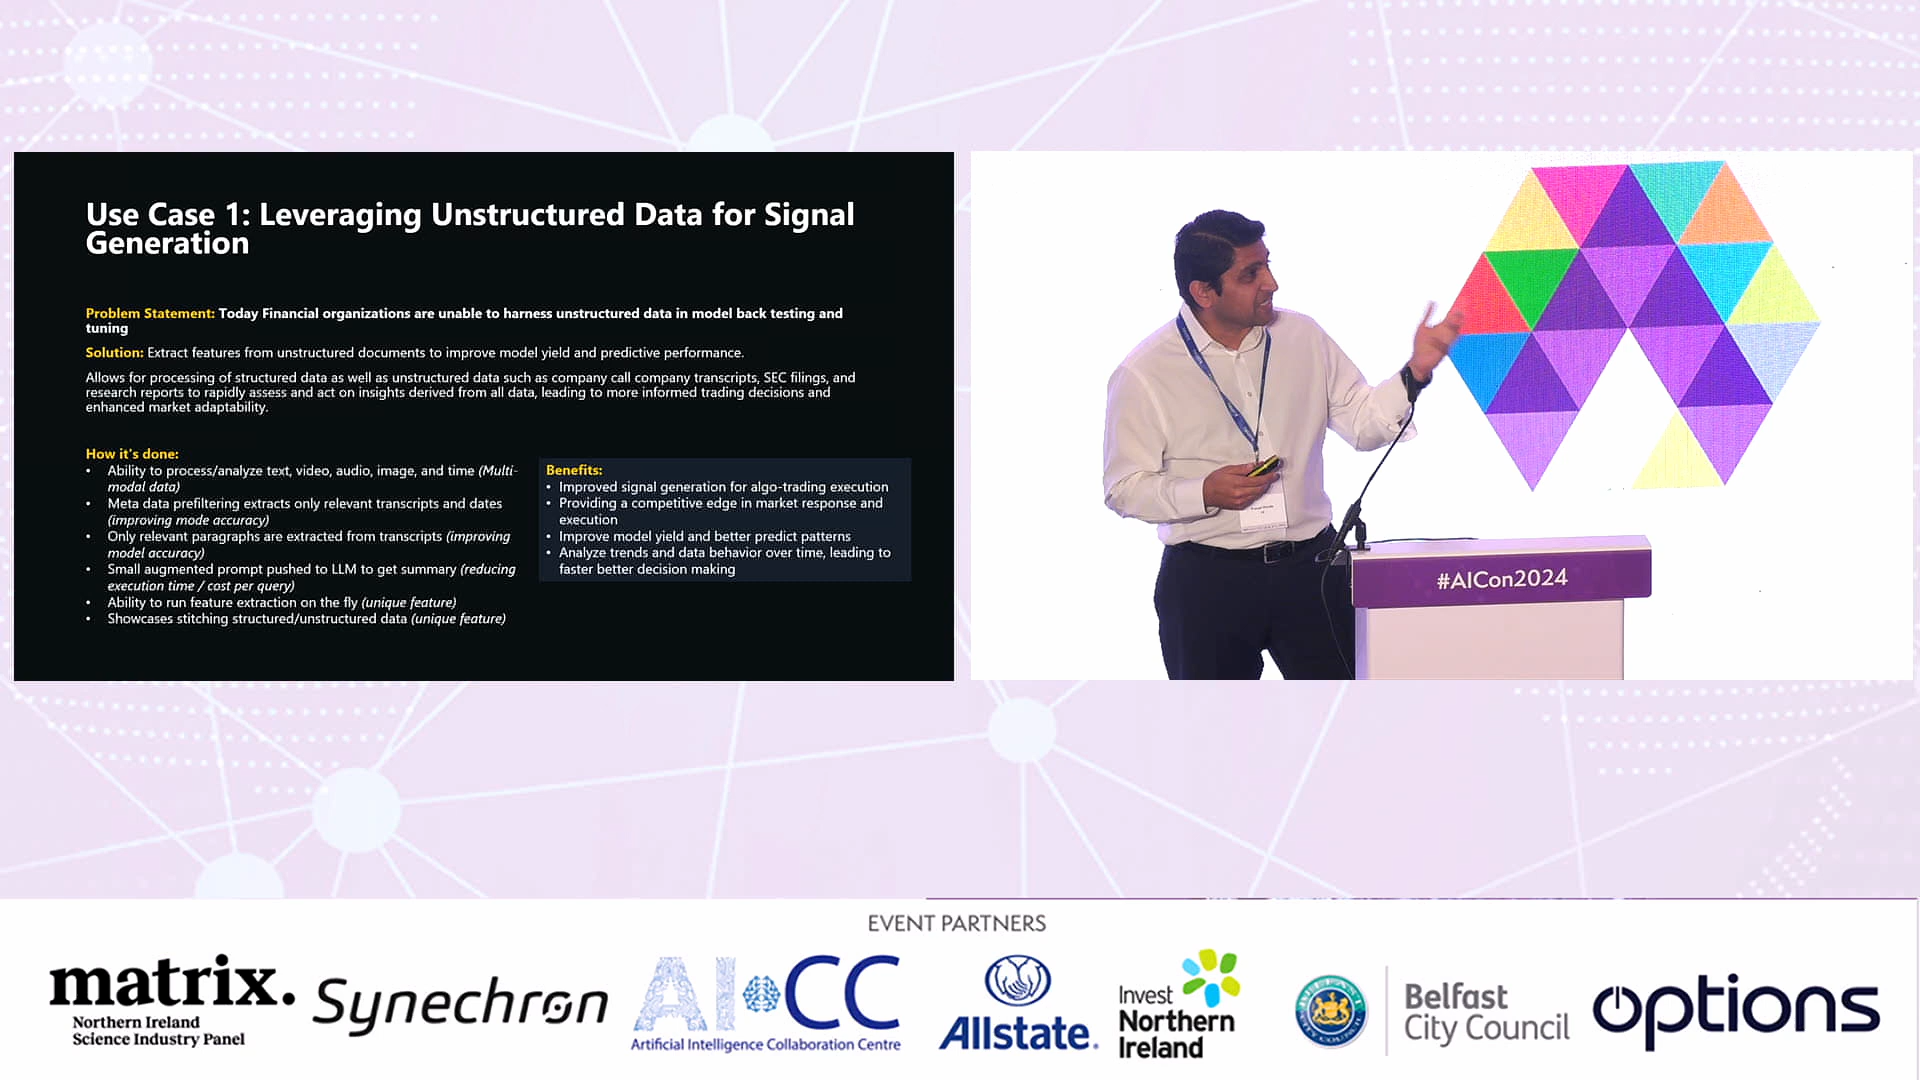 Use Case 1: Leveraging Unstructured Data for Signal
Generation
Problem Statement: Today Financial organizations are unable to harness unstructured data in model back testing and
tuning
Solution: Extract features from unstructured documents to improve model yield and predictive performance.
Allows for processing of structured data as well as unstructured data such as company call company transcripts, SEC filings, and
research reports to rapidly assess and act on insights derived from all data, leading to more informed trading decisions and
enhanced market adaptability.
How it's done:
• Ability to process/analyze text, video, audio, image, and time (Multi-
modal data)
• Meta data prefiltering extracts only relevant transcripts and dates
(improving mode accuracy)
• Only relevant paragraphs are extracted from transcripts (improving
model accuracy)
• Small augmented prompt pushed to LLM to get summary (reducing
execution time / cost per query)
• Ability to run feature extraction on the fly (unique feature)
• Showcases stitching structured/unstructured data (unique feature)
Benefits:
• Improved signal generation for algo-trading execution
• Providing a competitive edge in market response and
execution
• Improve model yield and better predict patterns
• Analyze trends and data behavior over time, leading to
faster better decision making
#AICon2024
EVENT PARTNERS
matrix.
Northern Ireland
Science Industry Panel
Synechron
AI CC
Artificial Intelligence Collaboration Centre
Allstate.
Invest
Northern
Ireland
Belfast
City Council
options